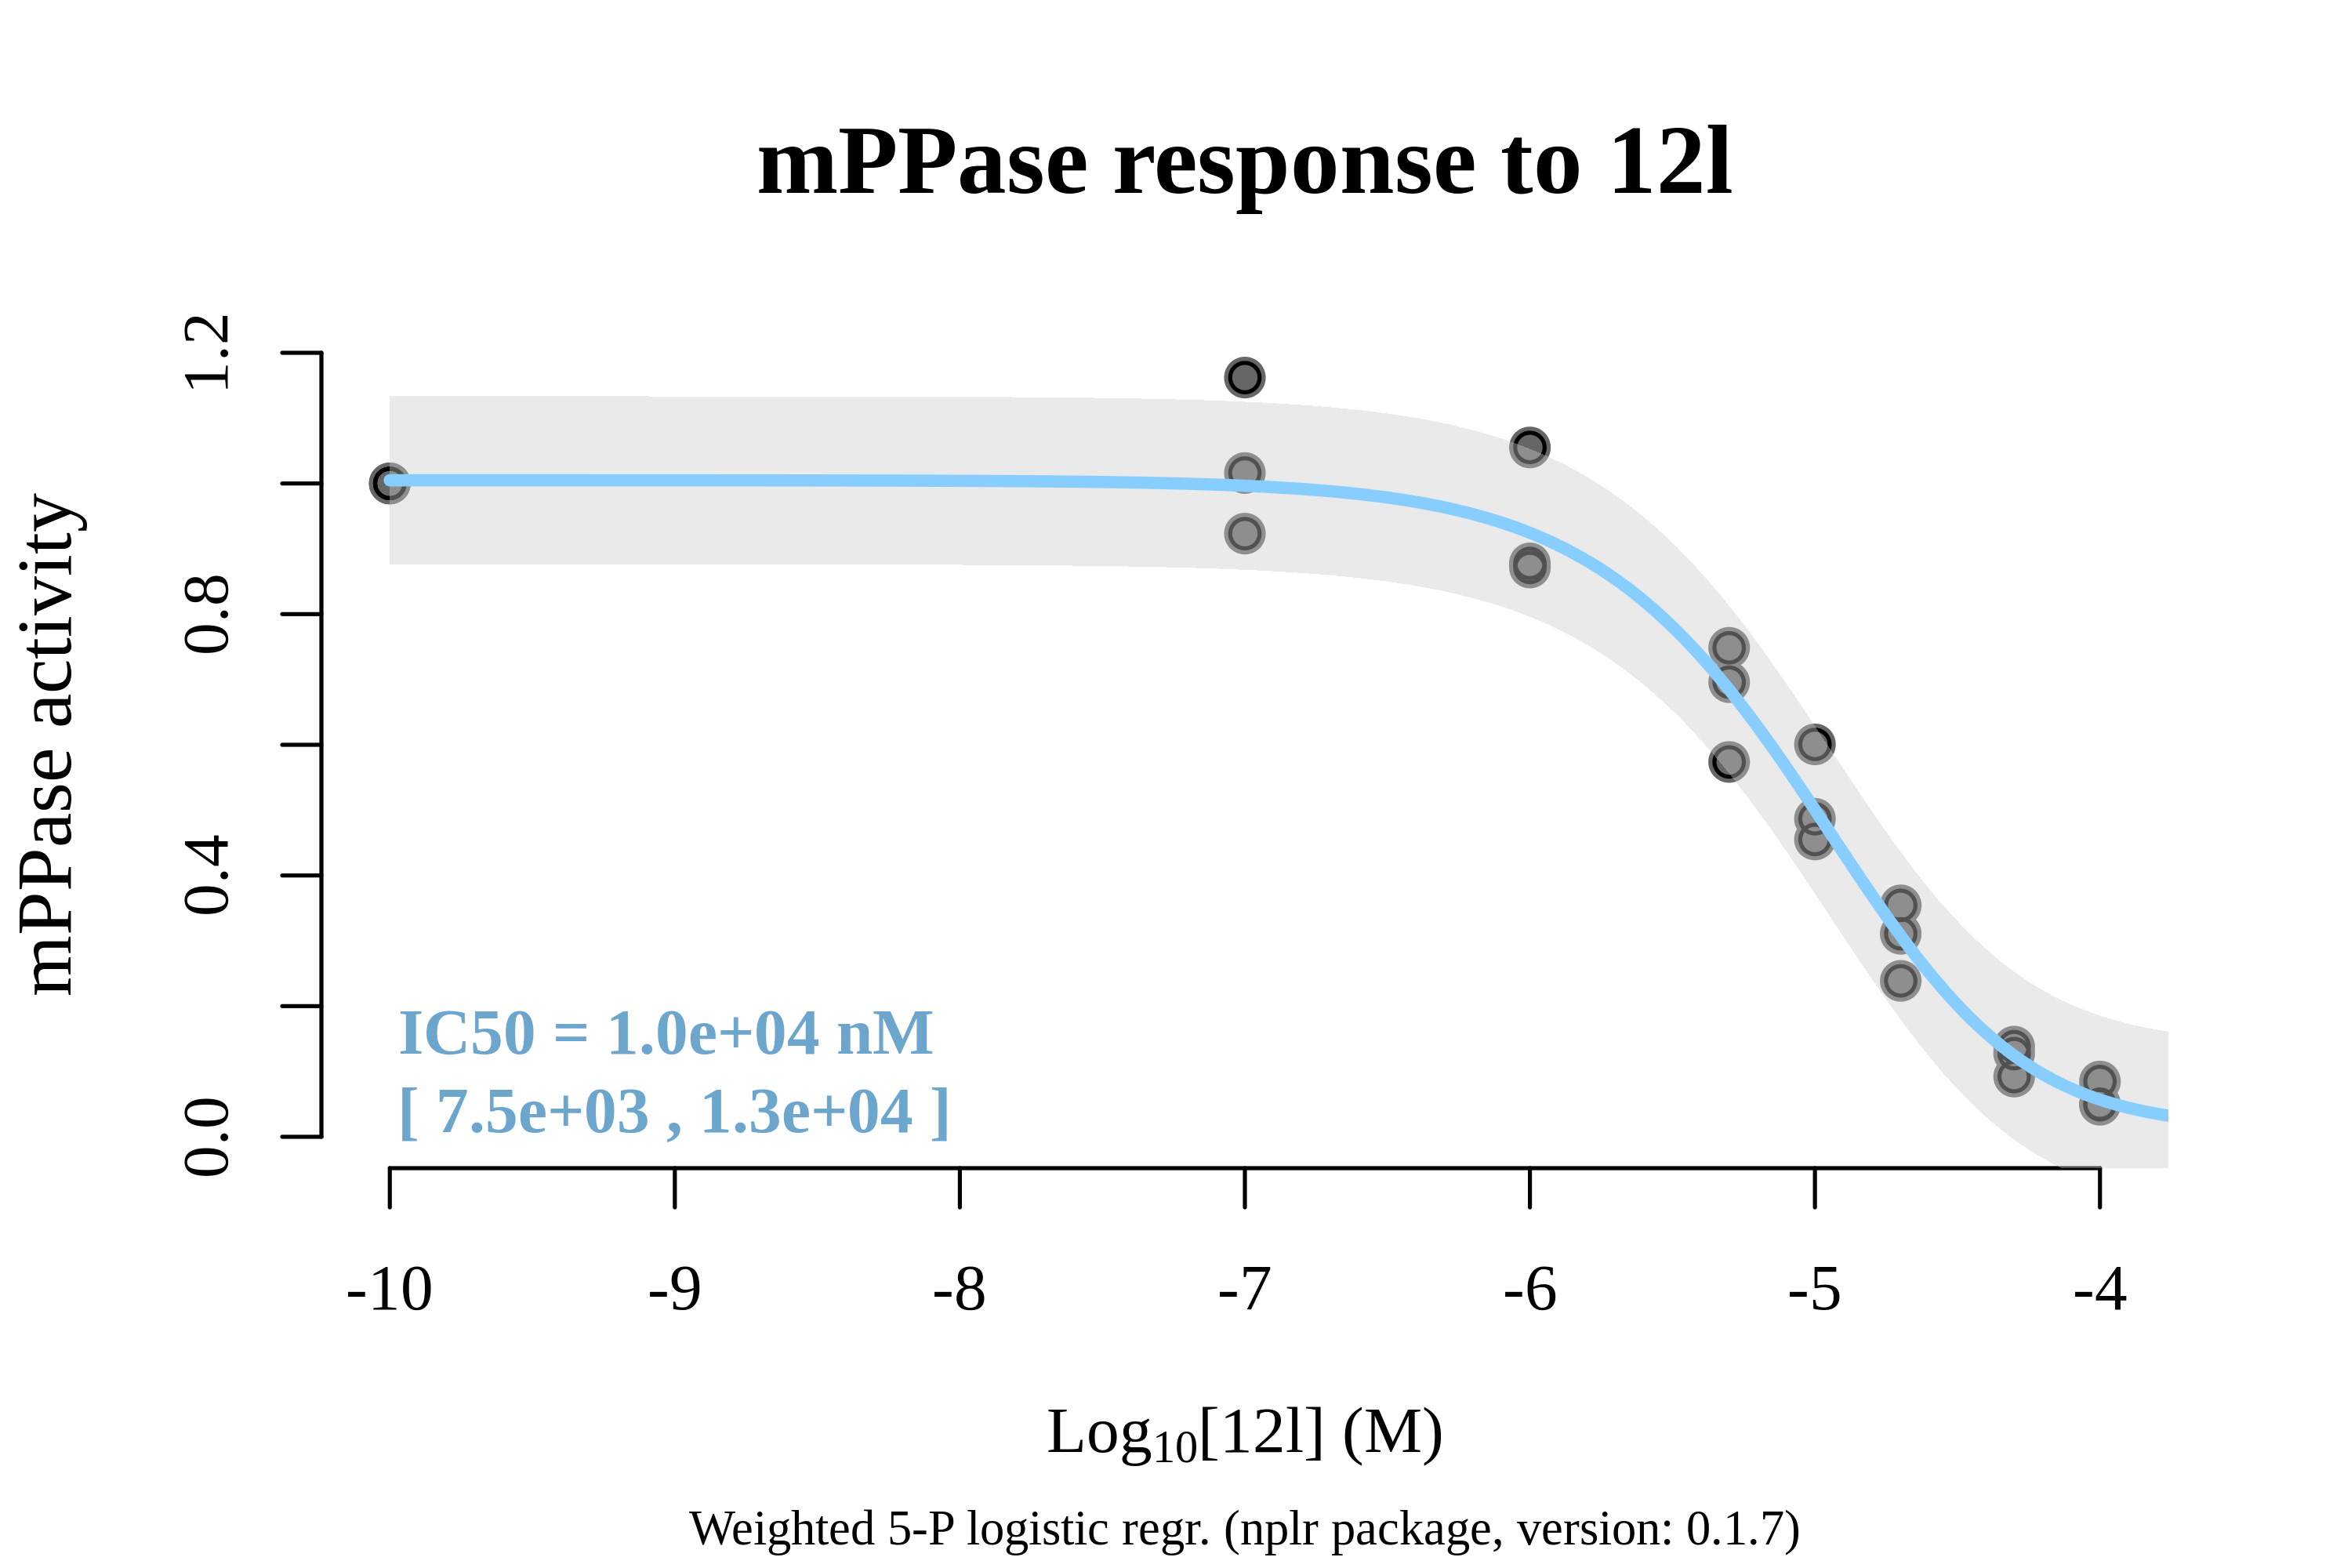 mPPase response to 12l
mPPase activity
1.2
0.8
0.4
0.0
IC50 = 1.0e+04 nM
[ 7.5e+03 , 1.3e+04 ]
-10 -9 -8 -7 -6 -5 -4
Log10[12l] (M)
Weighted 5-P logistic regr. (nplr package, version: 0.1.7)